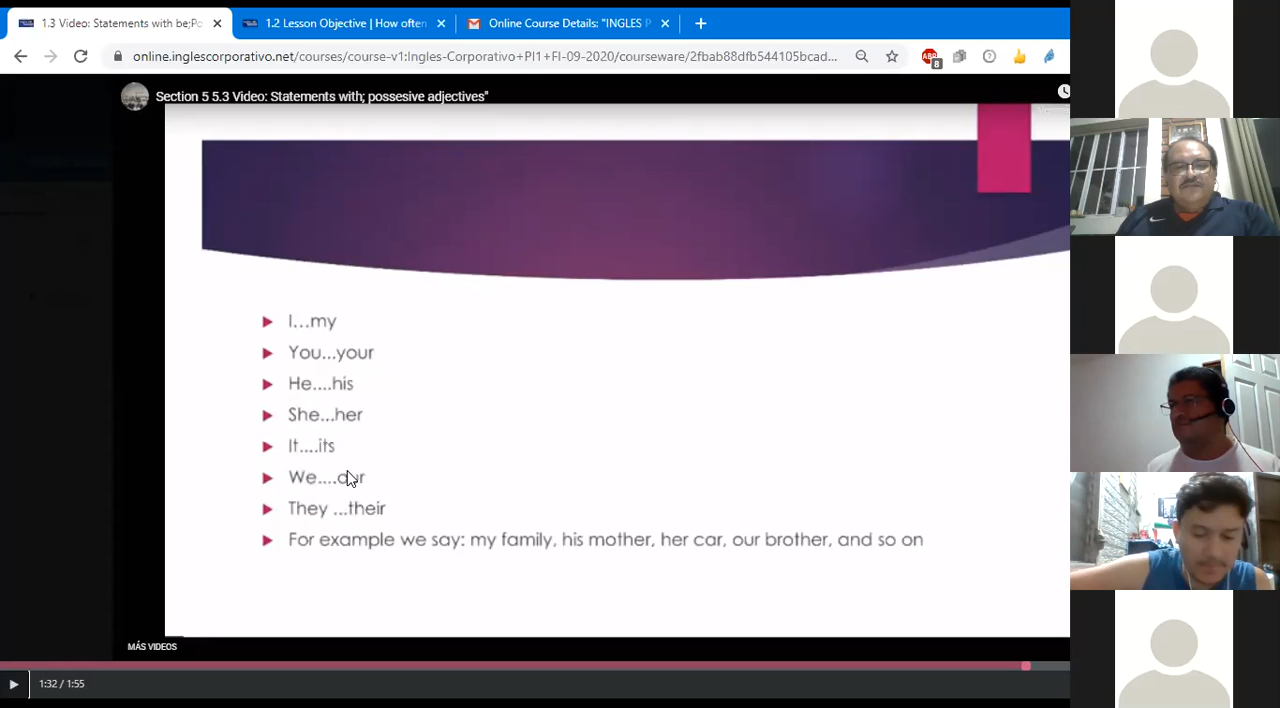 1.3 Video: Statements with be;Po
1.2 Lesson Objective | How often
Online Course Details: "INGLES P
online.inglescorporativo.net/courses/course-v1:Ingles-Corporativo+PI1+FI-09-2020/courseware/2fbab88dfb544105bcad...
ABP
8
Section 5 5.3 Video: Statements with; possesive adjectives"
I...my
You...your
He....his
She...her
It....its
We....our
They ...their
For example we say: my family, his mother, her car, our brother, and so on
MÁS VIDEOS
1:32 / 1:55